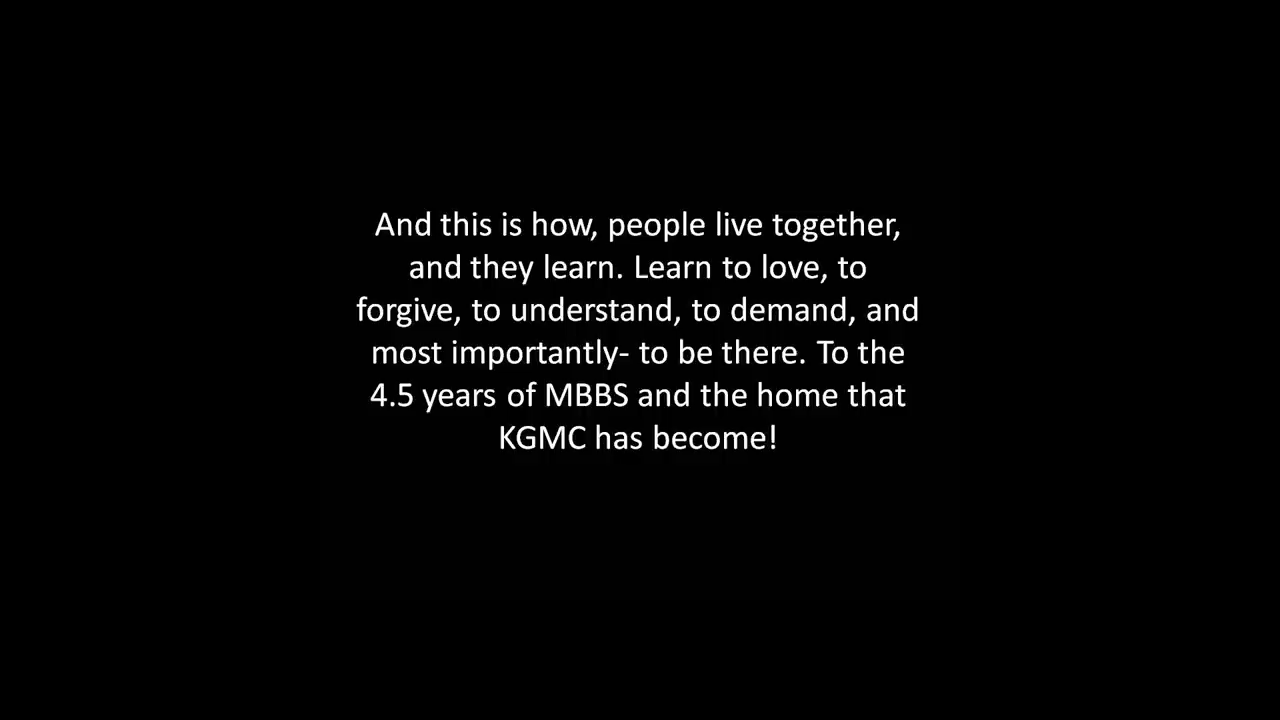 And this is how, people live together,
and they learn. Learn to love, to
forgive, to understand, to demand, and
most importantly- to be there. To the
4.5 years of MBBS and the home that
KGMC has become!